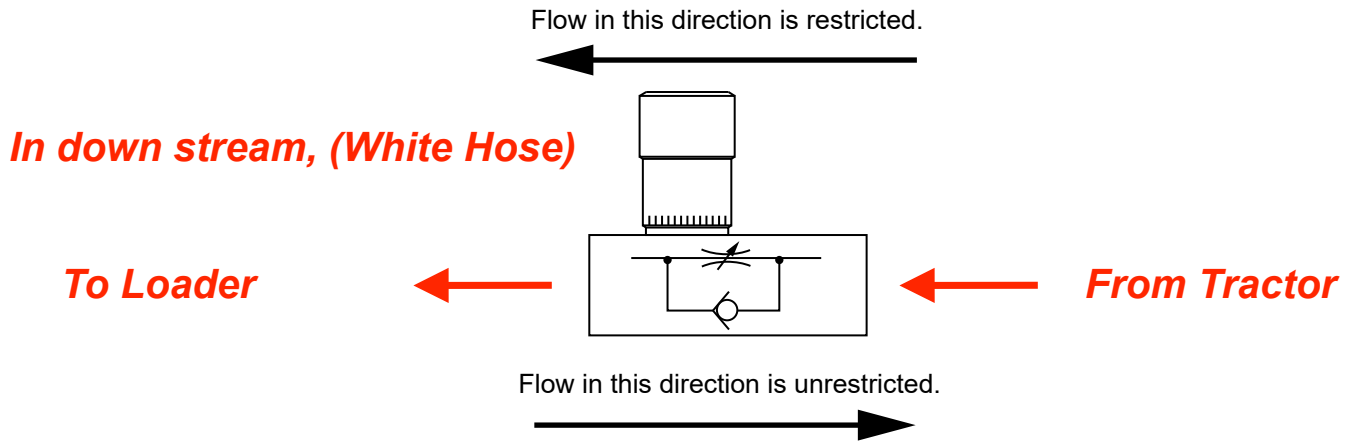 Flow in this direction is restricted.
In down stream, (White Hose)
To Loader
From Tractor
Flow in this direction is unrestricted.